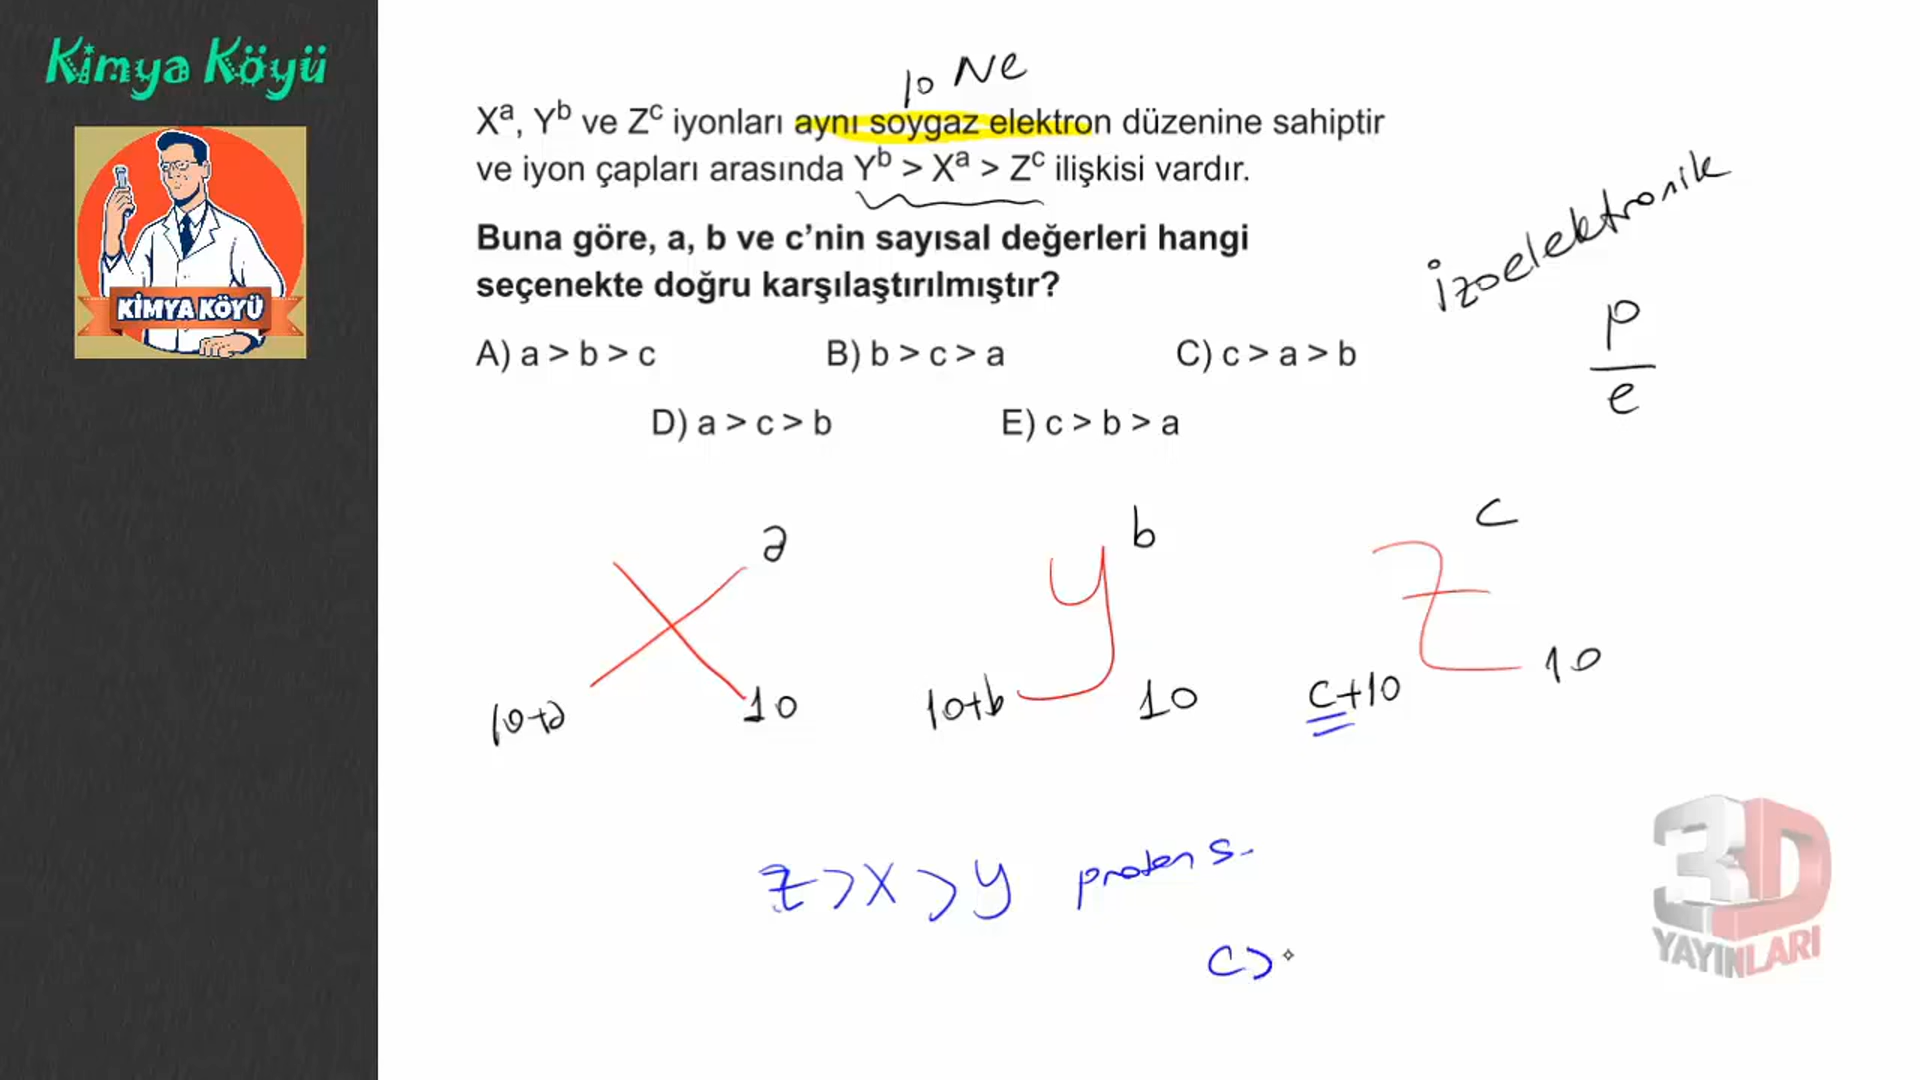 Kimya Köyü
KİMYA KÖYÜ
10 Ne
Xᵃ, Yᵇ ve Zᶜ iyonları aynı soygaz elektron düzenine sahiptir
ve iyon çapları arasında Yᵇ > Xᵃ > Zᶜ ilişkisi vardır.
Buna göre, a, b ve c’nin sayısal değerleri hangi
seçenekte doğru karşılaştırılmıştır?
A) a > b > c B) b > c > a C) c > a > b
D) a > c > b E) c > b > a
izoelektronik
p
e
X a 10+a 10
y b 10+b 10
Z c c+10 10
Z > X > y proton s.
c >
3D
YAYINLARI